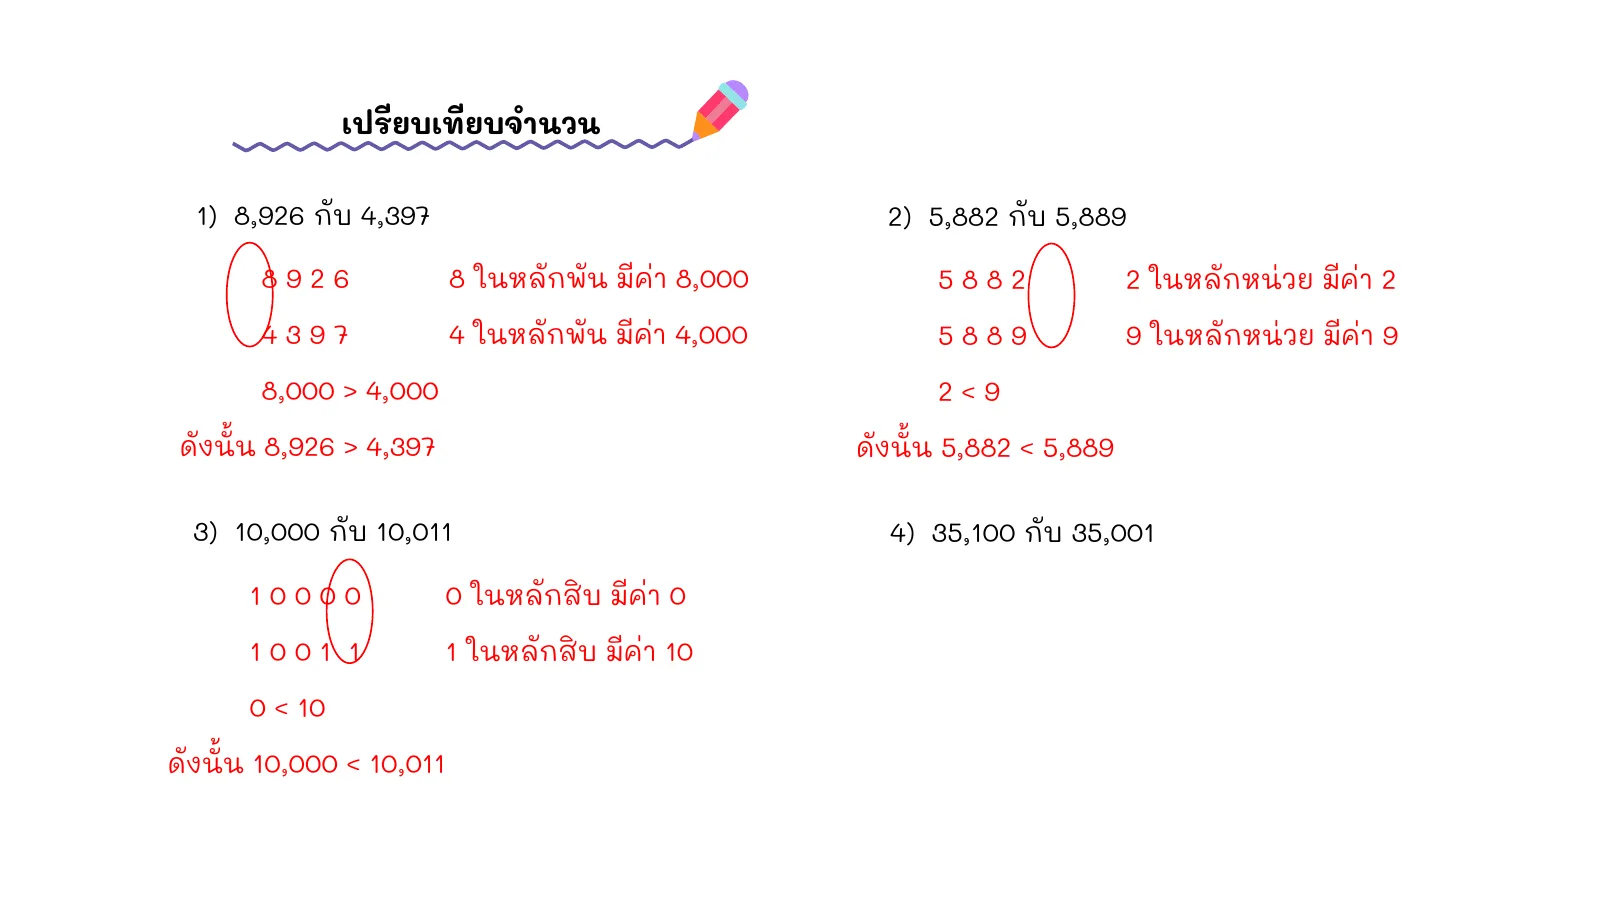 เปรียบเทียบจำนวน
1) 8,926 กับ 4,397
8 9 2 6 8 ในหลักพัน มีค่า 8,000
4 3 9 7 4 ในหลักพัน มีค่า 4,000
8,000 > 4,000
ดังนั้น 8,926 > 4,397
2) 5,882 กับ 5,889
5 8 8 2 2 ในหลักหน่วย มีค่า 2
5 8 8 9 9 ในหลักหน่วย มีค่า 9
2 < 9
ดังนั้น 5,882 < 5,889
3) 10,000 กับ 10,011
1 0 0 0 0 0 ในหลักสิบ มีค่า 0
1 0 0 1 1 1 ในหลักสิบ มีค่า 10
0 < 10
ดังนั้น 10,000 < 10,011
4) 35,100 กับ 35,001